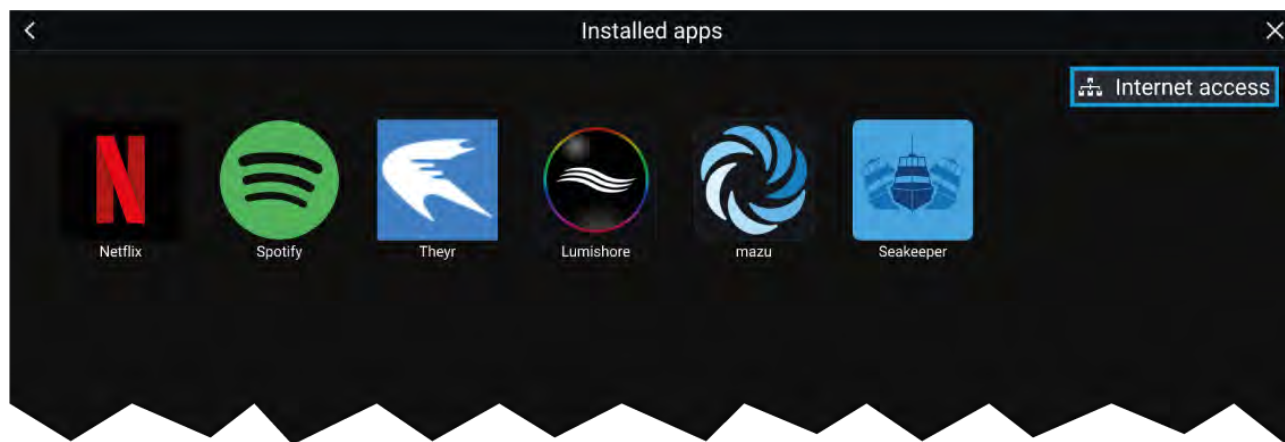 Installed apps
Internet access
Netflix
Spotify
Theyr
Lumishore
mazu
Seakeeper